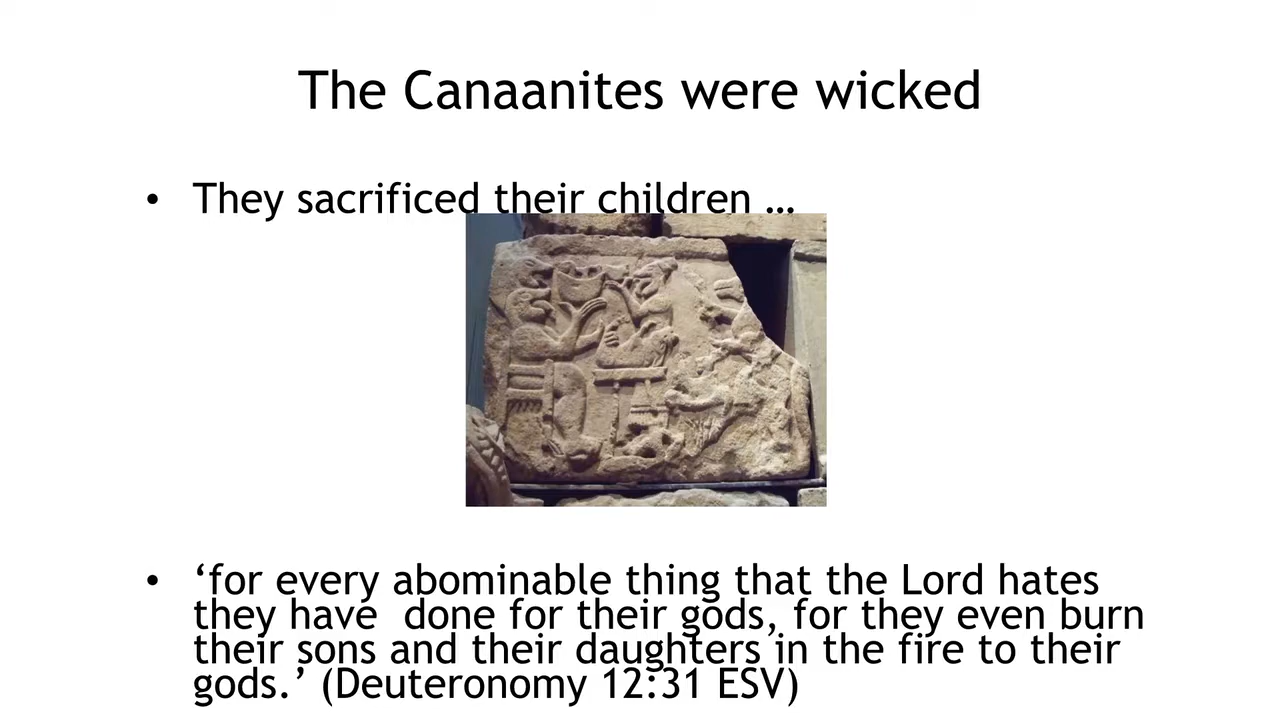 The Canaanites were wicked
• They sacrificed their children …
• ‘for every abominable thing that the Lord hates
they have  done for their gods, for they even burn
their sons and their daughters in the fire to their
gods.’ (Deuteronomy 12:31 ESV)